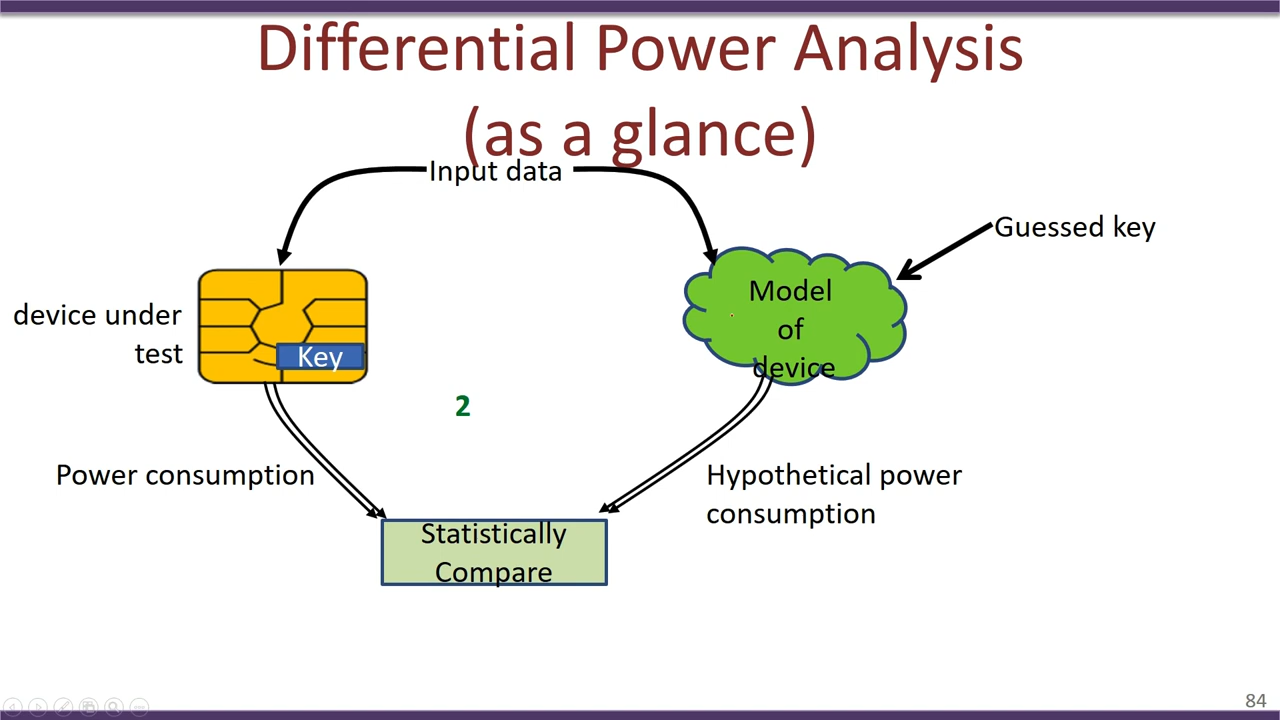 Differential Power Analysis
(as a glance)
Input data
Guessed key
Model
of
device
device under
test
Key
2
Power consumption
Hypothetical power
consumption
Statistically
Compare
84